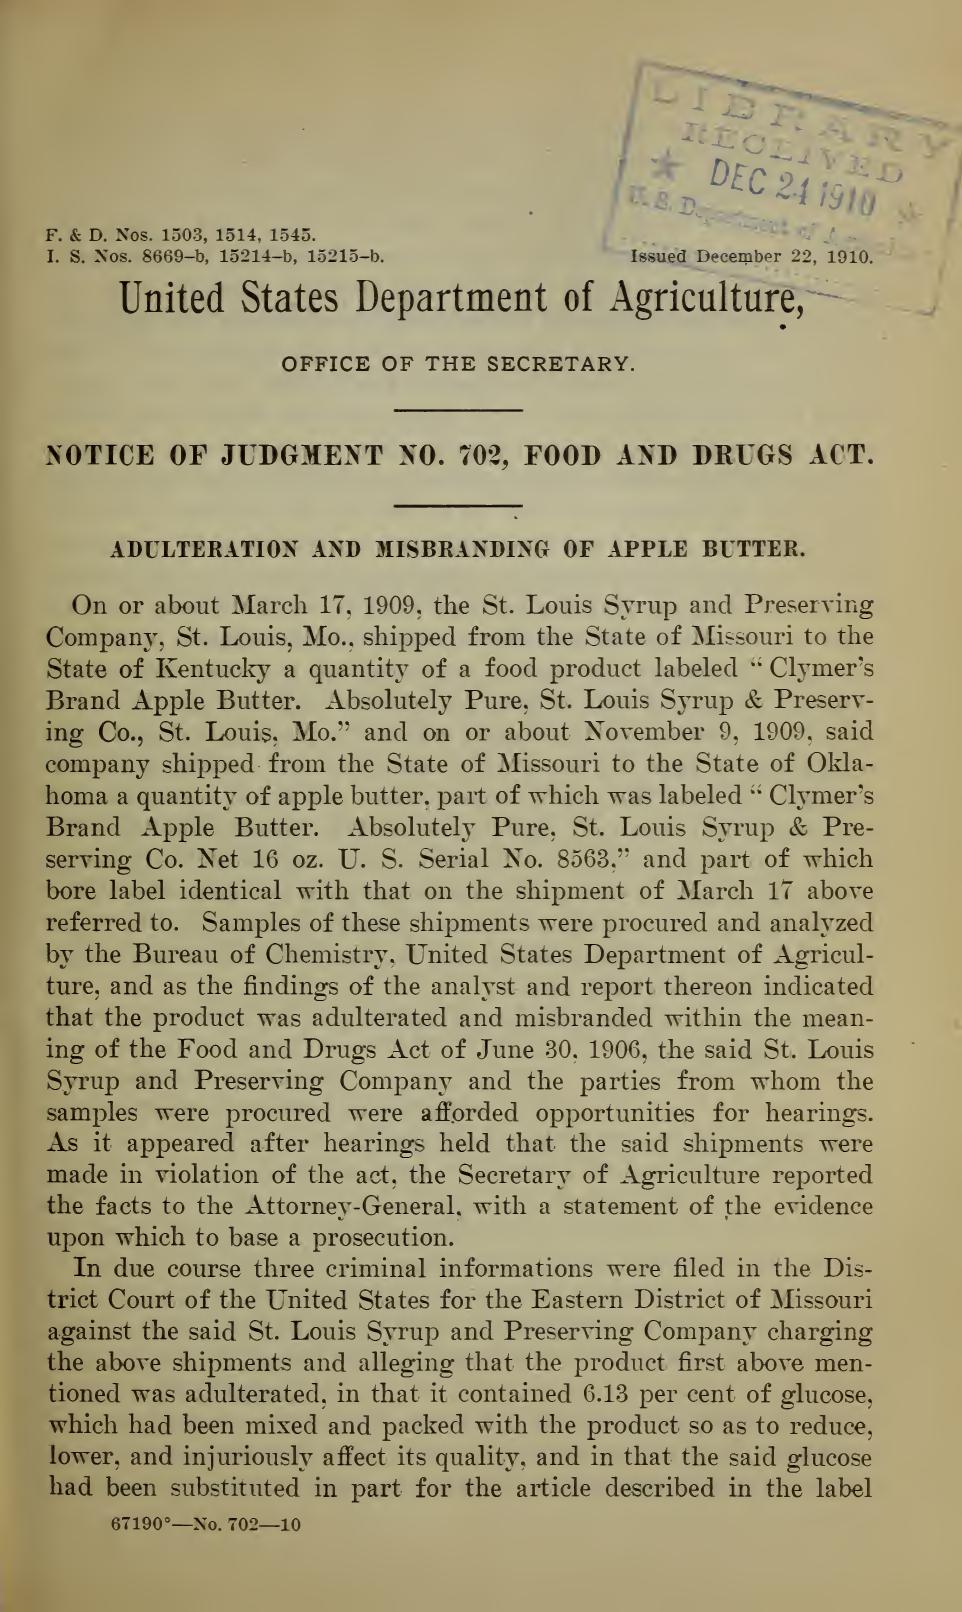 LIBRARY
RECEIVED
★ DEC 24 1910 ★
U. S. Department of
F. & D. Nos. 1503, 1514, 1545.
I. S. Nos. 8669–b, 15214–b, 15215–b.
Issued December 22, 1910.
United States Department of Agriculture,
OFFICE OF THE SECRETARY.
NOTICE OF JUDGMENT NO. 702, FOOD AND DRUGS ACT.
ADULTERATION AND MISBRANDING OF APPLE BUTTER.
On or about March 17, 1909, the St. Louis Syrup and Preserving
Company, St. Louis, Mo., shipped from the State of Missouri to the
State of Kentucky a quantity of a food product labeled “ Clymer’s
Brand Apple Butter. Absolutely Pure, St. Louis Syrup & Preserv-
ing Co., St. Louis, Mo.” and on or about November 9, 1909, said
company shipped from the State of Missouri to the State of Okla-
homa a quantity of apple butter, part of which was labeled “ Clymer’s
Brand Apple Butter. Absolutely Pure, St. Louis Syrup & Pre-
serving Co. Net 16 oz. U. S. Serial No. 8563,” and part of which
bore label identical with that on the shipment of March 17 above
referred to. Samples of these shipments were procured and analyzed
by the Bureau of Chemistry, United States Department of Agricul-
ture, and as the findings of the analyst and report thereon indicated
that the product was adulterated and misbranded within the mean-
ing of the Food and Drugs Act of June 30, 1906, the said St. Louis
Syrup and Preserving Company and the parties from whom the
samples were procured were afforded opportunities for hearings.
As it appeared after hearings held that the said shipments were
made in violation of the act, the Secretary of Agriculture reported
the facts to the Attorney-General, with a statement of the evidence
upon which to base a prosecution.
In due course three criminal informations were filed in the Dis-
trict Court of the United States for the Eastern District of Missouri
against the said St. Louis Syrup and Preserving Company charging
the above shipments and alleging that the product first above men-
tioned was adulterated, in that it contained 6.13 per cent of glucose,
which had been mixed and packed with the product so as to reduce,
lower, and injuriously affect its quality, and in that the said glucose
had been substituted in part for the article described in the label
67190°—No. 702—10